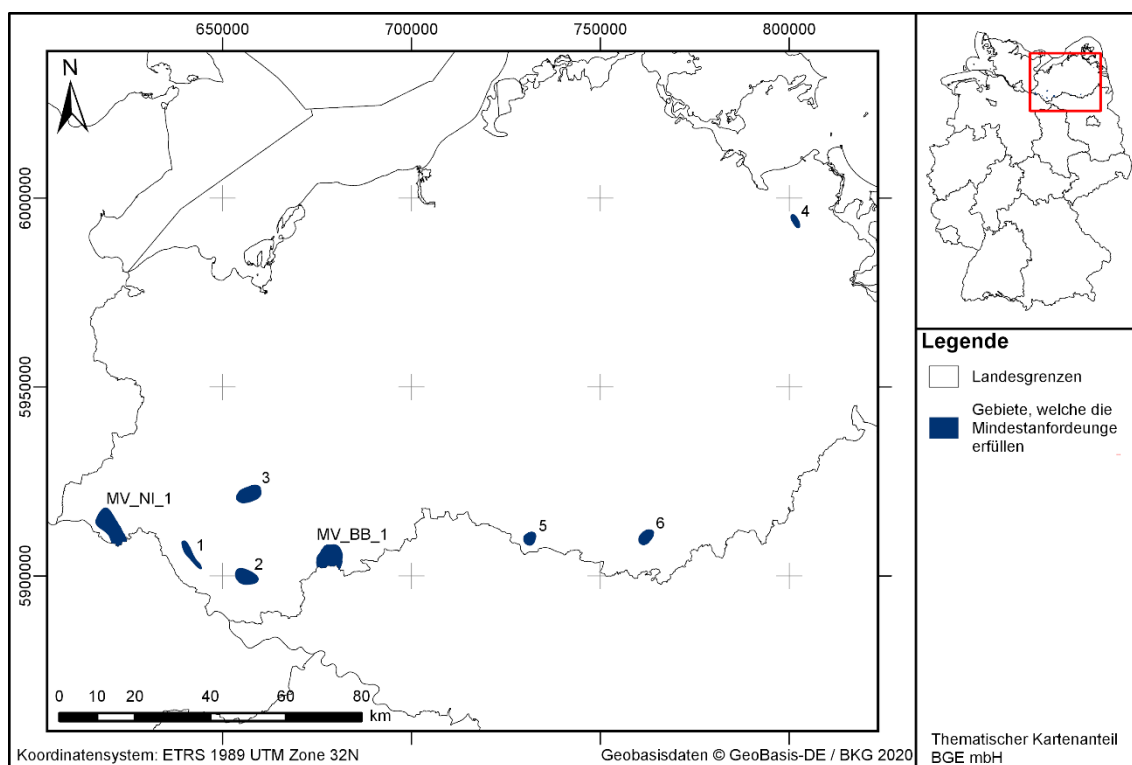 650000
700000
750000
800000
N
6000000
5950000
5900000
4
3
MV_NI_1
1
2
MV_BB_1
5
6
0
10
20
40
60
80
km
Koordinatensystem: ETRS 1989 UTM Zone 32N
Geobasisdaten © GeoBasis-DE / BKG 2020
Legende
Landesgrenzen
Gebiete, welche die
Mindestanfordeunge
erfüllen
Thematischer Kartenanteil
BGE mbH